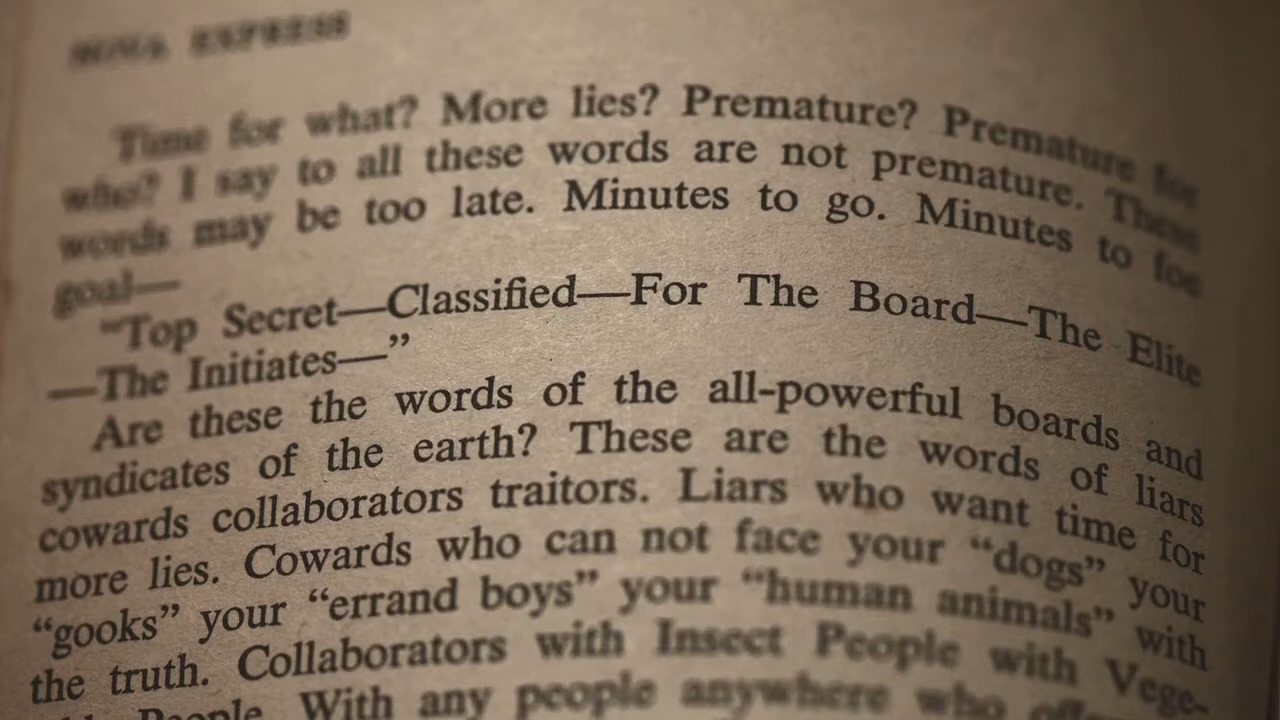 NOVA EXPRESS
Time for what? More lies? Premature? Premature for
who? I say to all these words are not premature. These
words may be too late. Minutes to go. Minutes to foe
goal—
“Top Secret—Classified—For The Board—The Elite
—The Initiates—”
Are these the words of the all-powerful boards and
syndicates of the earth? These are the words of liars
cowards collaborators traitors. Liars who want time for
more lies. Cowards who can not face your “dogs” your
“gooks” your “errand boys” your “human animals” with
the truth. Collaborators with Insect People with Vege-
People. With any people anywhere who